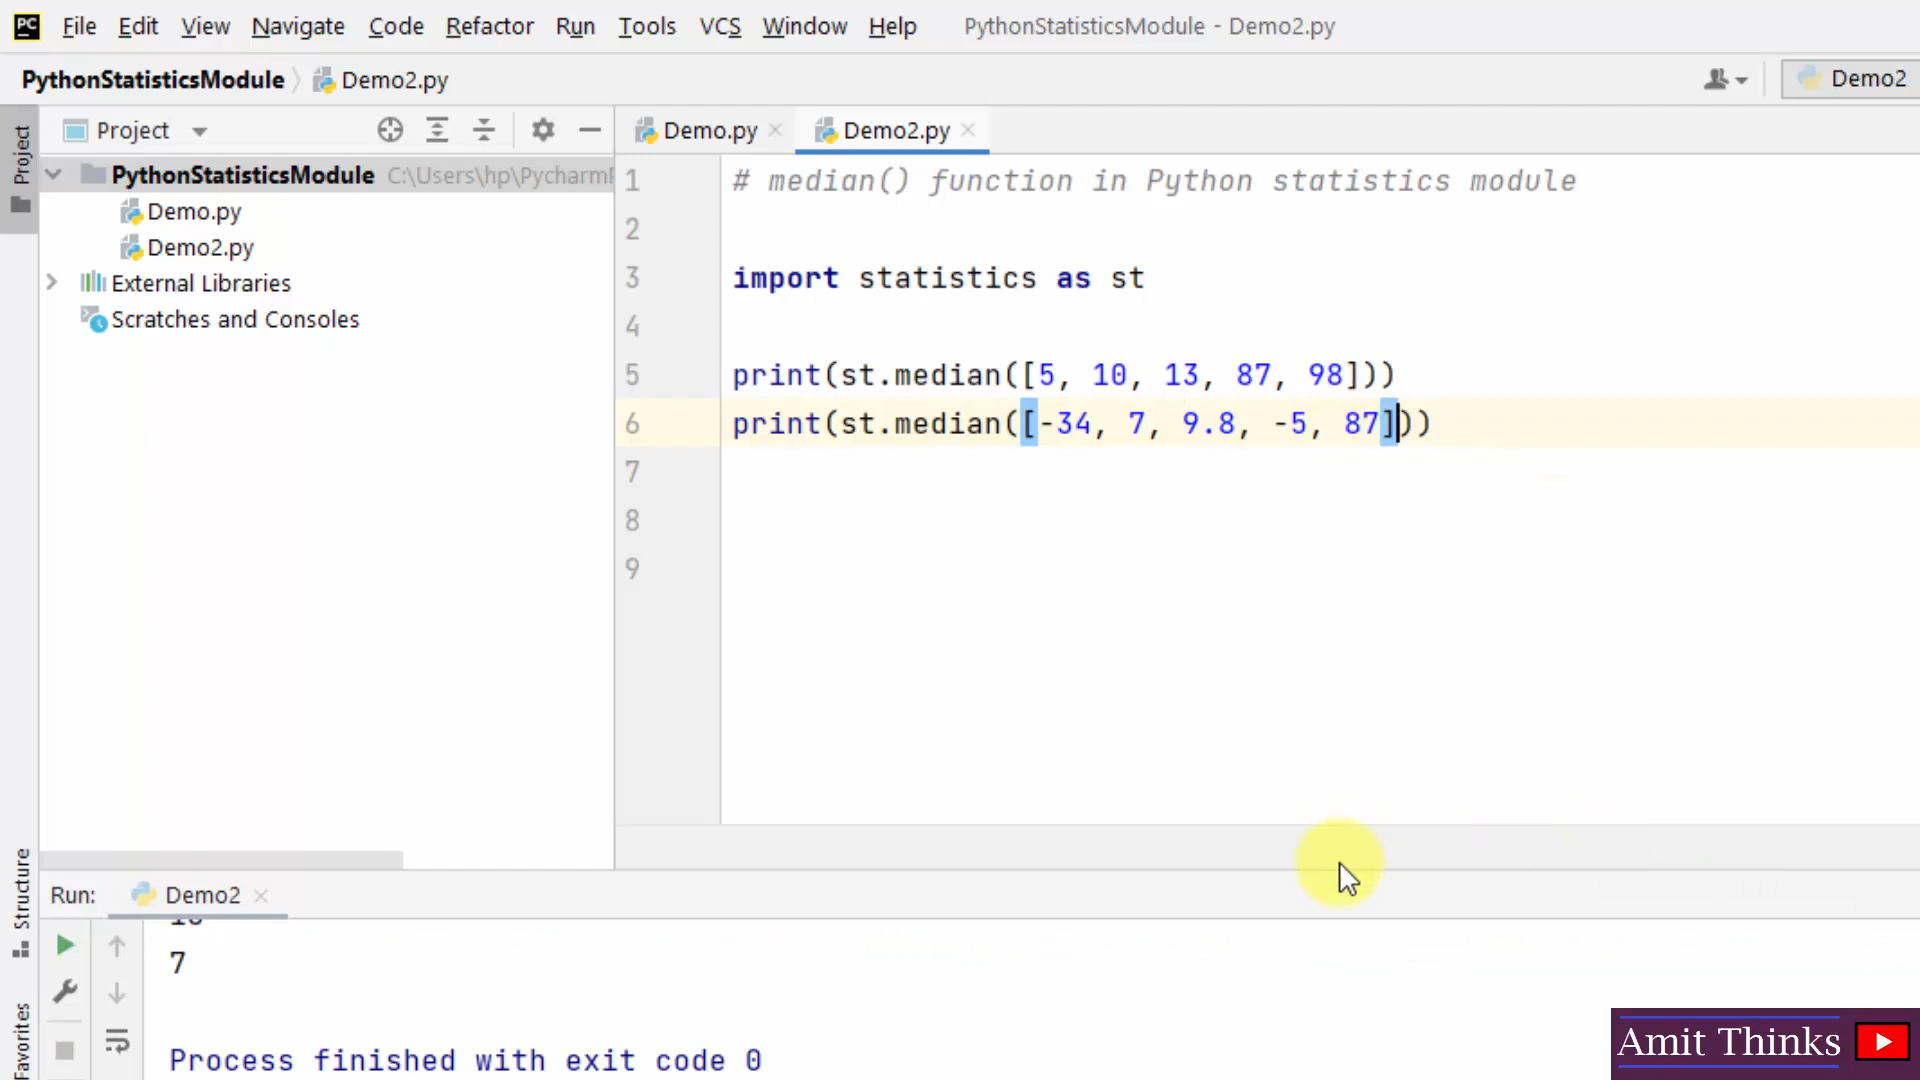 PC File Edit View Navigate Code Refactor Run Tools VCS Window Help PythonStatisticsModule - Demo2.py
PythonStatisticsModule Demo2.py Demo2
Project Project Demo.py Demo2.py
PythonStatisticsModule C:\Users\hp\Pycharm
Demo.py
Demo2.py
External Libraries
Scratches and Consoles
1 # median() function in Python statistics module
2
3 import statistics as st
4
5 print(st.median([5, 10, 13, 87, 98]))
6 print(st.median([-34, 7, 9.8, -5, 87]))
7
8
9
Structure
Favorites
Run: Demo2
7
Process finished with exit code 0
Amit Thinks